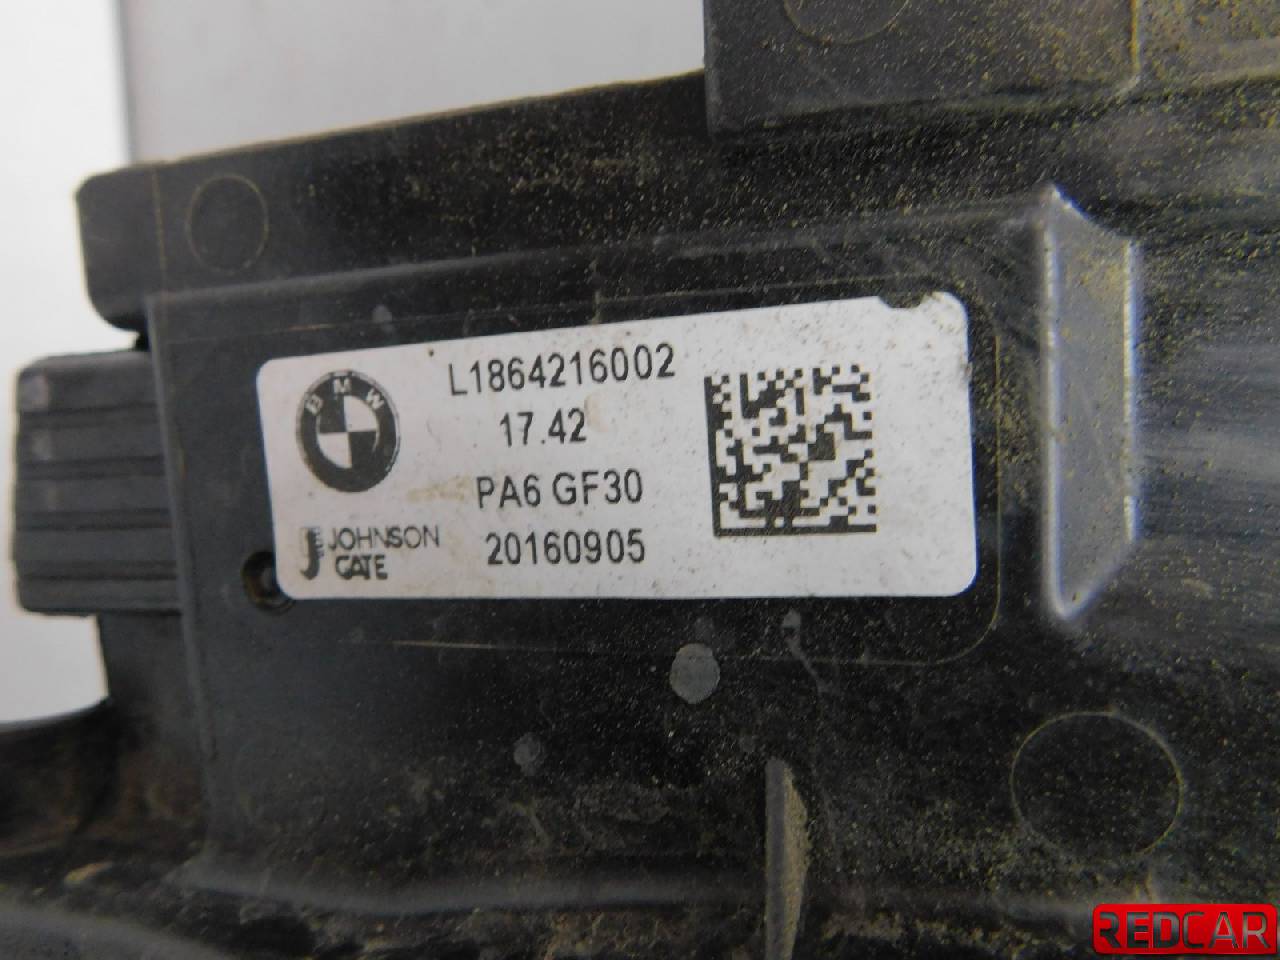 BMW
L1864216002
17.42
PA6 GF30
20160905
JOHNSON
GATE
REDCAR